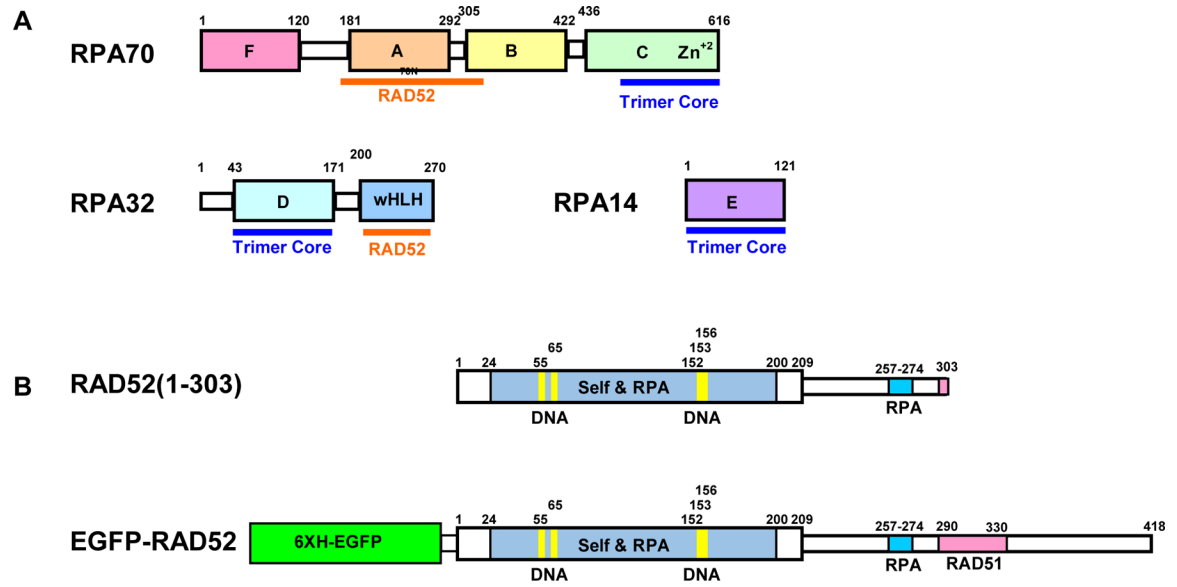 A
1 120 181 292 305 422 436 616
RPA70 F A B C Zn+2
70N
RAD52
Trimer Core
1 43 171 200 270 1 121
RPA32 D wHLH RPA14 E
Trimer Core RAD52 Trimer Core
B
156
65 153
1 24 55 152 200 209 257-274 303
RAD52(1-303) Self & RPA
DNA DNA RPA
156
65 153
1 24 55 152 200 209 257-274 290 330 418
EGFP-RAD52 6XH-EGFP Self & RPA
DNA DNA RPA RAD51